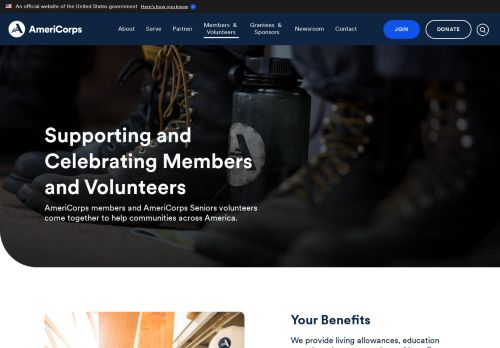 An official website of the United States government Here's how you know
AmeriCorps
About
Serve
Partner
Members &
Volunteers
Grantees &
Sponsors
Newsroom
Contact
JOIN
DONATE
Supporting and
Celebrating Members
and Volunteers
AmeriCorps members and AmeriCorps Seniors volunteers
come together to help communities across America.
Your Benefits
We provide living allowances, education